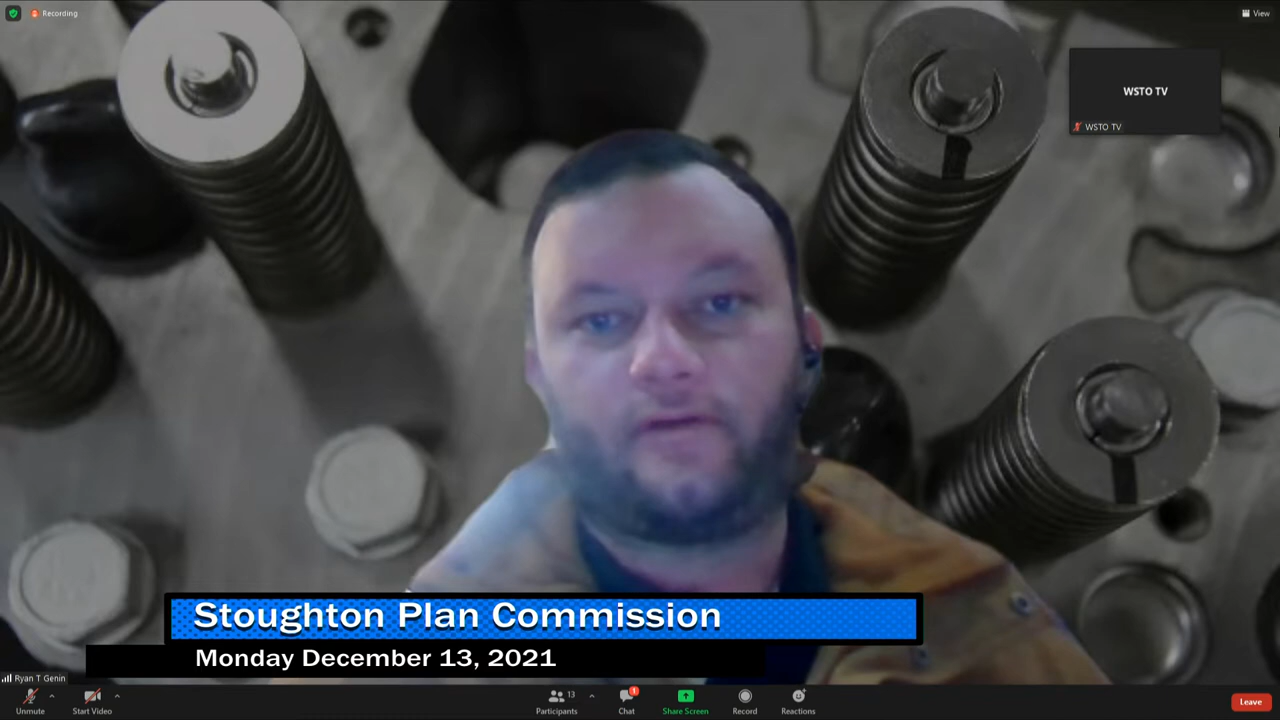 Recording
View
WSTO TV
WSTO TV
Stoughton Plan Commission
Monday December 13, 2021
Ryan T Genin
Unmute
Start Video
Participants
13
Chat
1
Share Screen
Record
Reactions
Leave